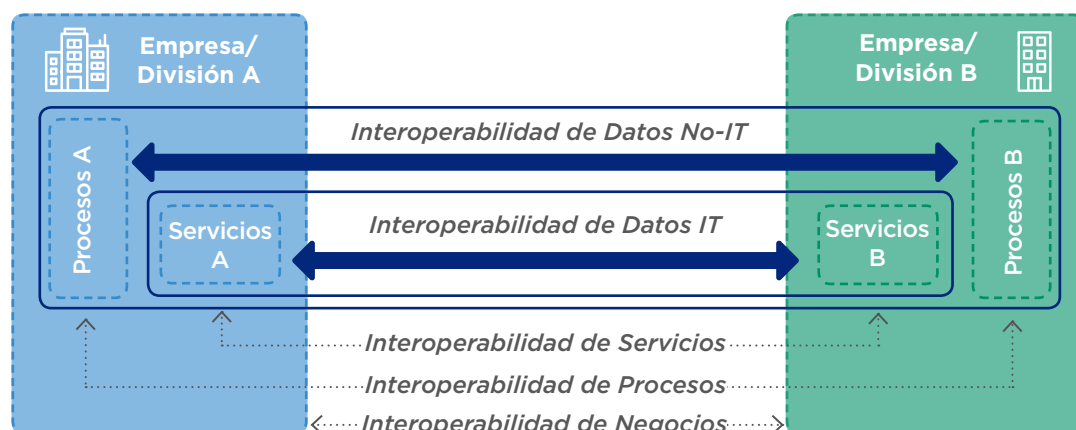 Empresa/
División A
Empresa/
División B
Interoperabilidad de Datos No-IT
Procesos A
Procesos B
Interoperabilidad de Datos IT
Servicios
A
Servicios
B
Interoperabilidad de Servicios
Interoperabilidad de Procesos
Interoperabilidad de Negocios